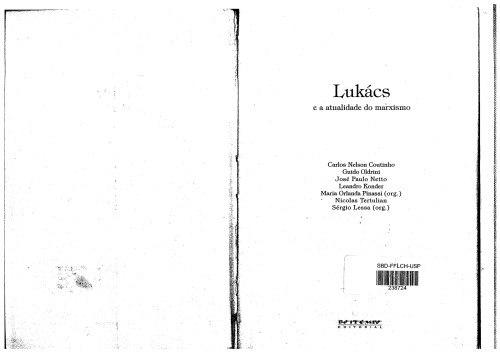 Lukács
e a atualidade do marxismo
Carlos Nelson Coutinho
Guido Oldrini
José Paulo Netto
Leandro Konder
Maria Orlanda Pinassi (org.)
Nicolas Tertulian
Sérgio Lessa (org.)
SBD-FFLCH-USP
238724
BOITEMPO
EDITORIAL